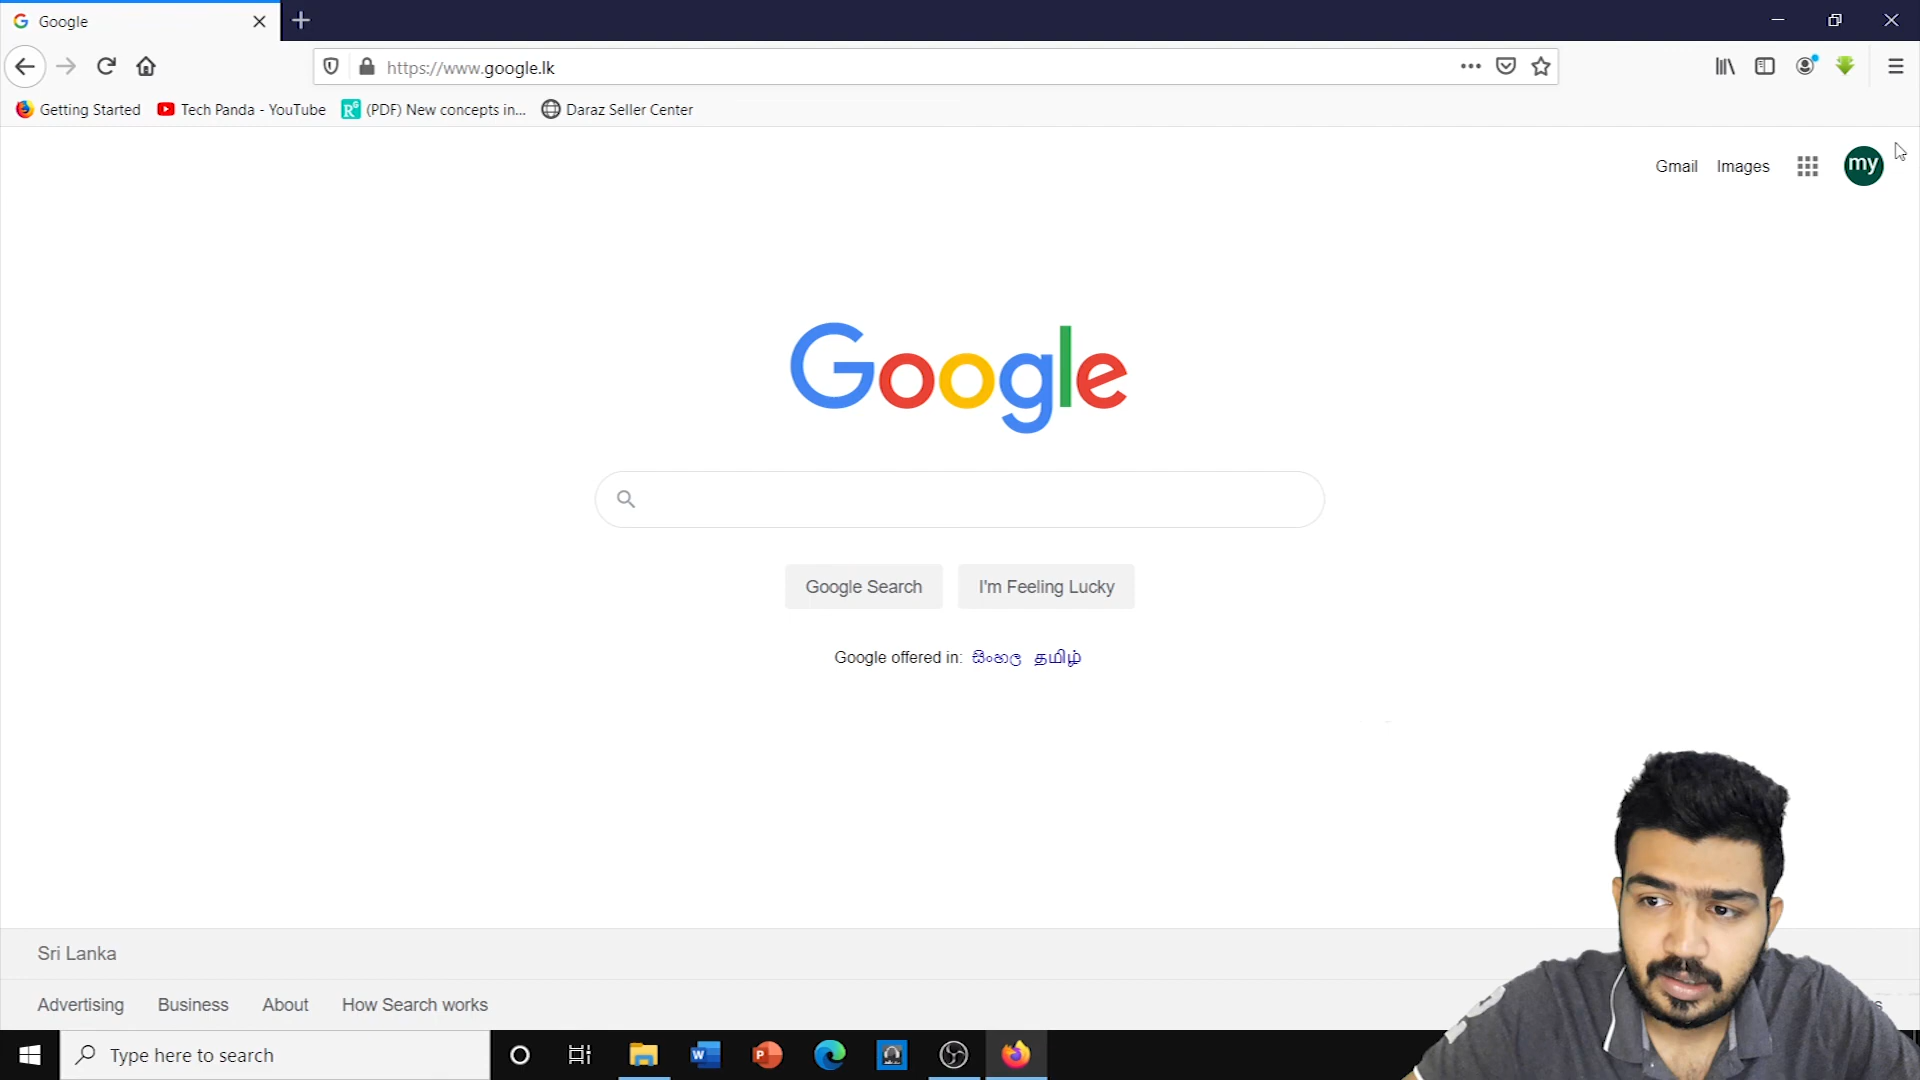 Google
https://www.google.lk
Getting Started Tech Panda - YouTube (PDF) New concepts in... Daraz Seller Center
Gmail Images my
Google
Google Search I'm Feeling Lucky
Google offered in: සිංහල தமிழ்
Sri Lanka
Advertising Business About How Search works
Type here to search